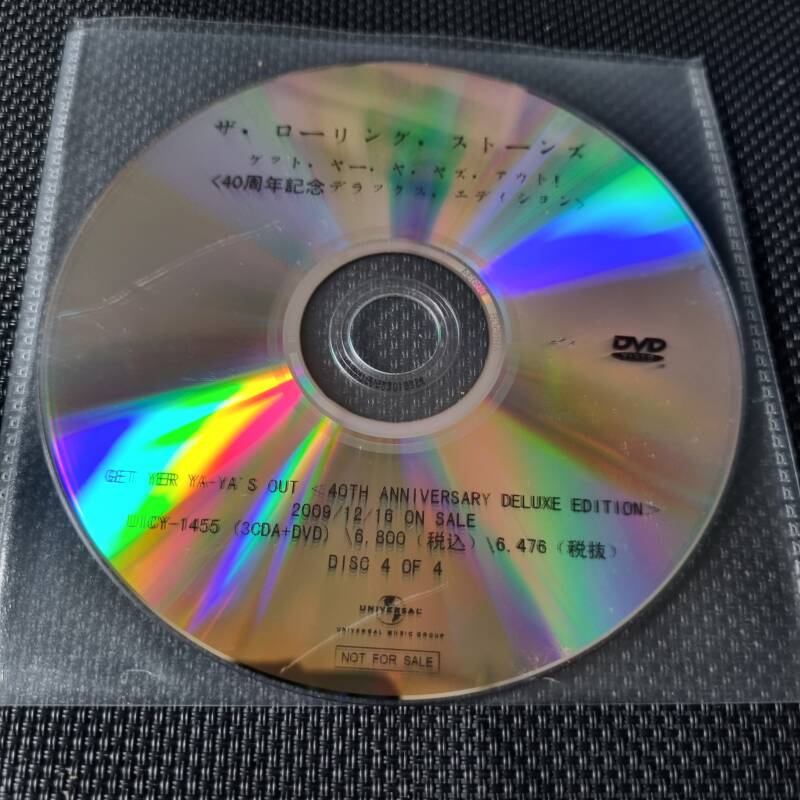 ザ・ローリング・ストーンズ
ゲット・ヤー・ヤ・ヤズ・アウト!
<40周年記念デラックス・エディション>
DVD
VIDEO
GET YER YA-YA'S OUT <40TH ANNIVERSARY DELUXE EDITION>
2009/12/16 ON SALE
UICY-1455 (3CDA+DVD) \6,800 (税込) \6.476 (税抜)
DISC 4 OF 4
UNIVERSAL
UNIVERSAL MUSIC GROUP
NOT FOR SALE